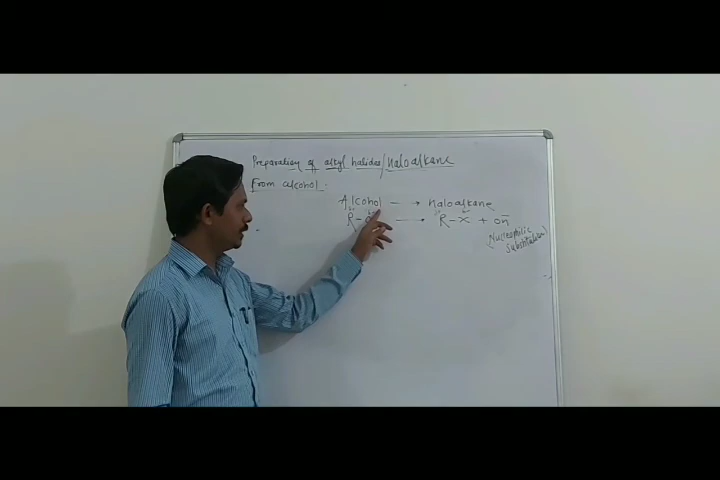 Preparation of alkyl halides/Haloalkane
From alcohol.
Alcohol → Haloalkane
R- → R-X + OH⁻
Nucleophilic
substitution)